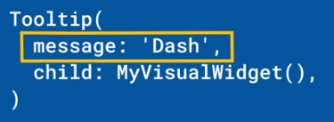 Tooltip(
  message: 'Dash',
  child: MyVisualWidget(),
)